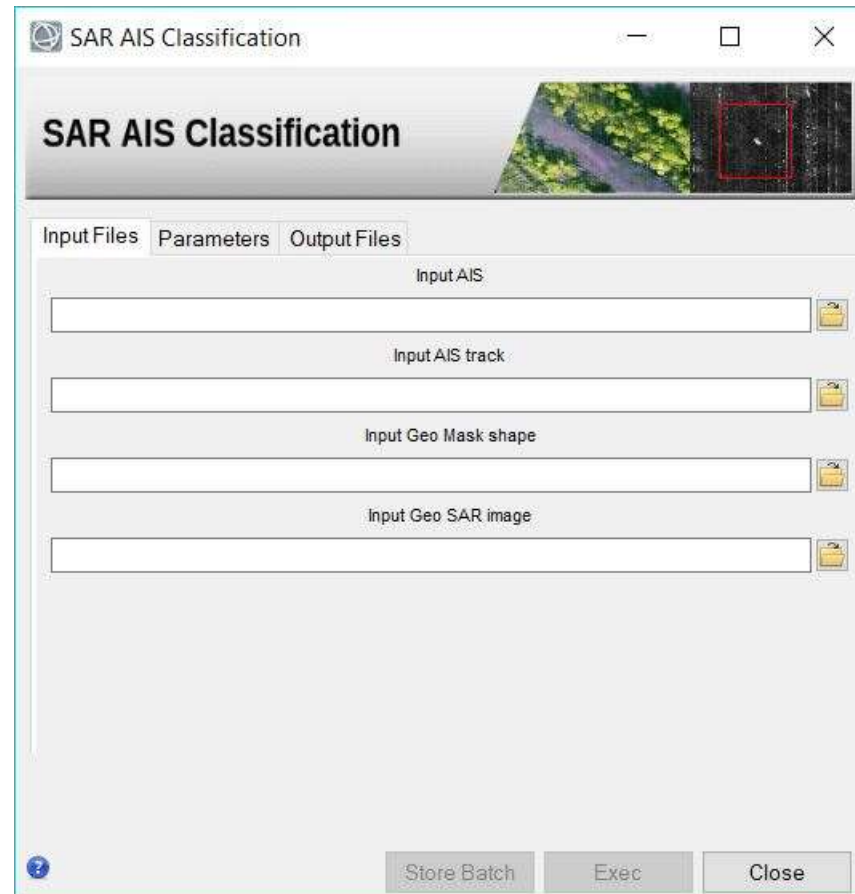 SAR AIS Classification
SAR AIS Classification
Input Files Parameters Output Files
Input AIS
Input AIS track
Input Geo Mask shape
Input Geo SAR image
? Store Batch Exec Close